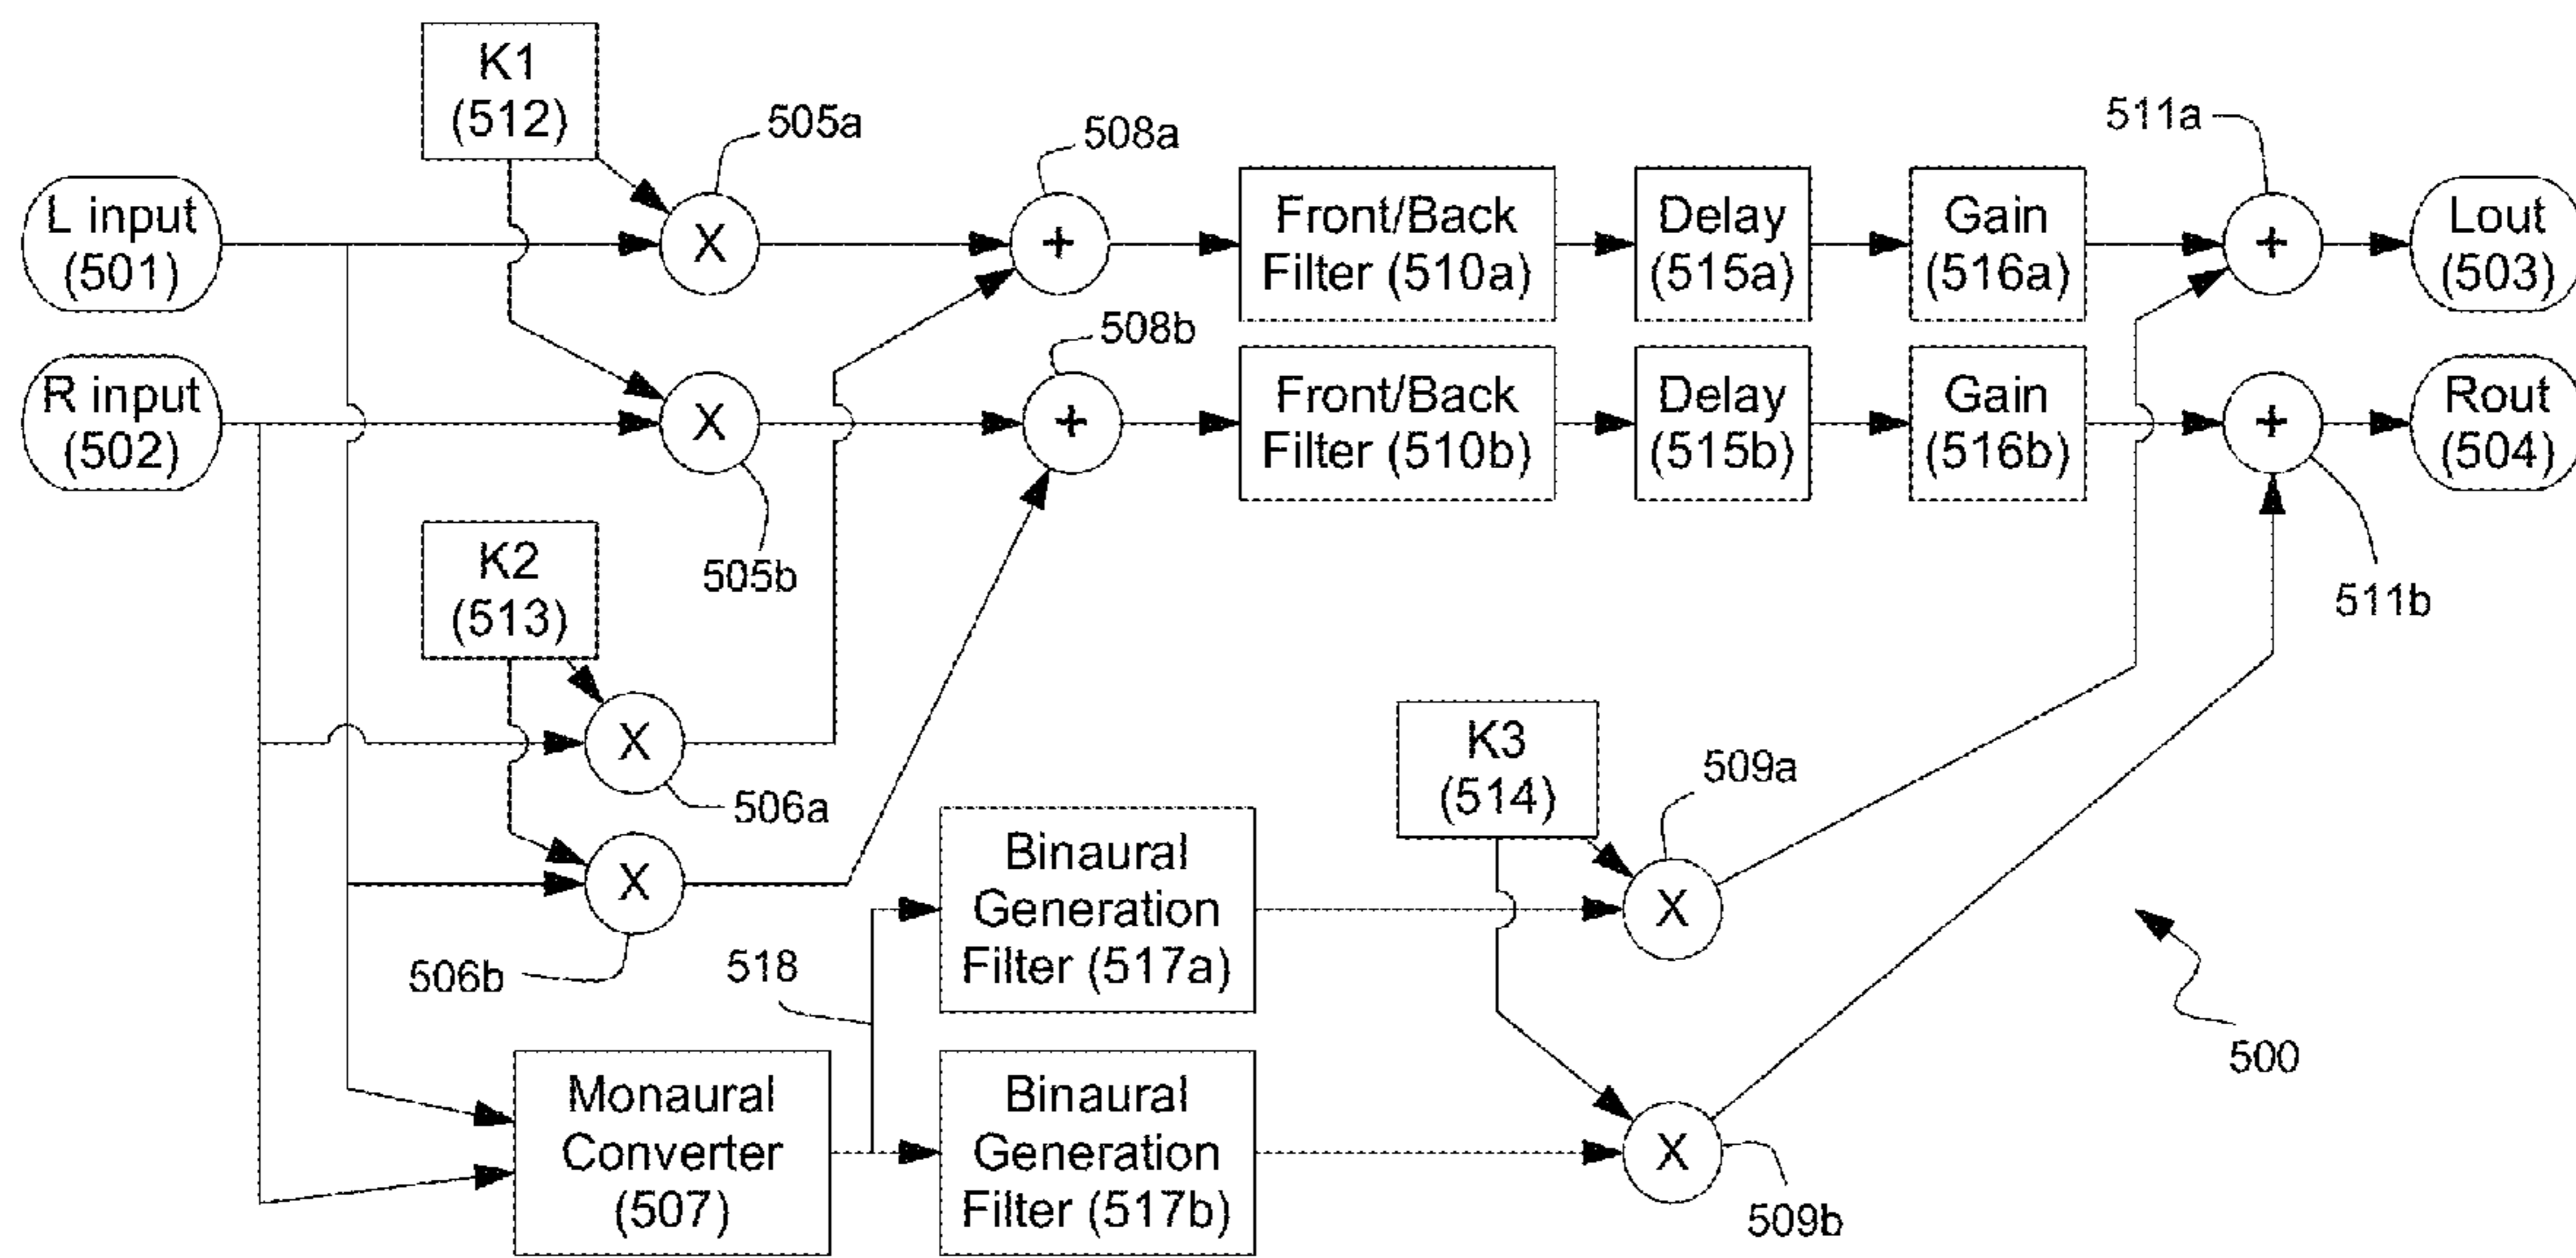 K1
(512)
505a
508a
511a
L input
(501)
X
+
Front/Back
Filter (510a)
Delay
(515a)
Gain
(516a)
+
Lout
(503)
508b
R input
(502)
X
+
Front/Back
Filter (510b)
Delay
(515b)
Gain
(516b)
+
Rout
(504)
505b
511b
K2
(513)
X
506a
K3
(514)
509a
X
506b
518
Binaural
Generation
Filter (517a)
X
500
Monaural
Converter
(507)
Binaural
Generation
Filter (517b)
X
509b